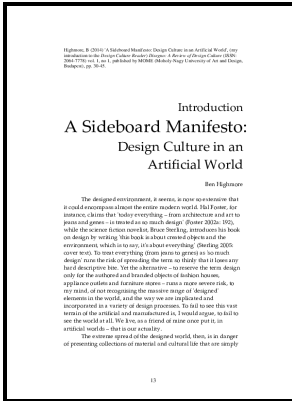 Highmore, B (2014) 'A Sideboard Manifesto: Design Culture in an Artificial World', (my
introduction to the Design Culture Reader) Disegno: A Review of Design Culture (ISSN:
2064-7778) vol. 1, no 1, published by MOME (Moholy-Nagy University of Art and Design,
Budapest), pp. 30-45.
Introduction
A Sideboard Manifesto:
Design Culture in an
Artificial World
Ben Highmore
The designed environment, it seems, is now so extensive that
it could encompass almost the entire modern world. Hal Foster, for
instance, claims that 'today everything – from architecture and art to
jeans and genes – is treated as so much design' (Foster 2002a: 192),
while the science fiction novelist, Bruce Sterling, introduces his book
on design by writing 'this book is about created objects and the
environment, which is to say, it's about everything' (Sterling 2005:
cover text). To treat everything (from jeans to genes) as 'so much
design' runs the risk of spreading the term so thinly that it loses any
hard descriptive bite. Yet the alternative – to reserve the term design
only for the authored and branded objects of fashion houses,
appliance outlets and furniture stores – runs a more severe risk, to
my mind, of not recognising the massive range of 'designed'
elements in the world, and the way we are implicated and
incorporated in a variety of design processes. To fail to see this vast
terrain of the artificial and manufactured is, I would argue, to fail to
see the world at all. We live, as a friend of mine once put it, in
artificial worlds – that is our actuality.
The extreme spread of the designed world, then, is in danger
of presenting collections of material and cultural life that are simply
13